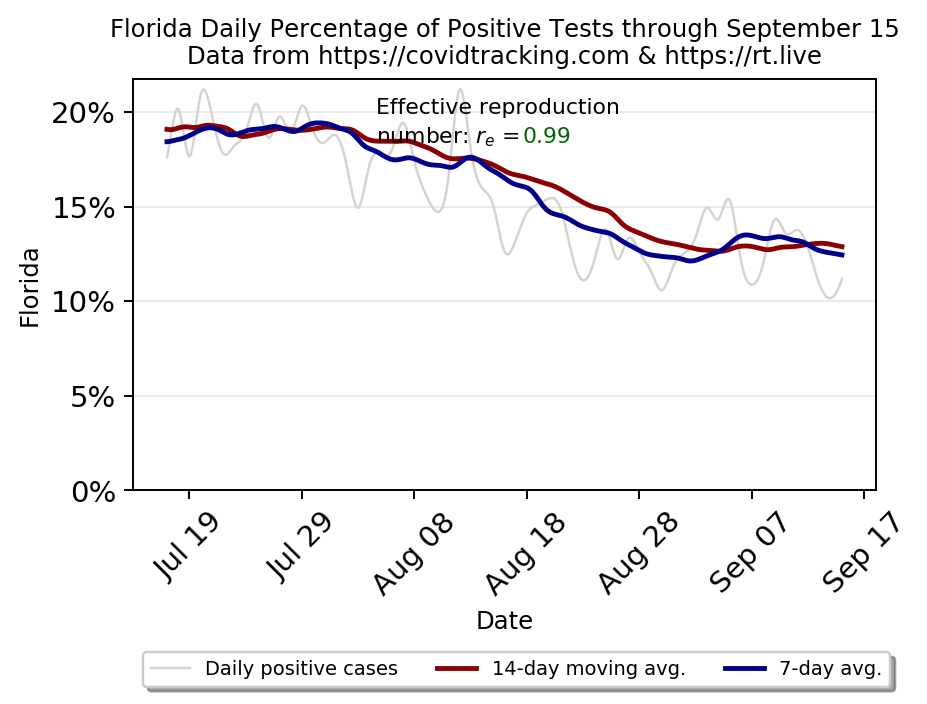 Florida Daily Percentage of Positive Tests through September 15
Data from https://covidtracking.com & https://rt.live
Effective reproduction
number: rₑ = 0.99
20%
15%
10%
5%
0%
Florida
Jul 19
Jul 29
Aug 08
Aug 18
Aug 28
Sep 07
Sep 17
Date
Daily positive cases
14-day moving avg.
7-day avg.